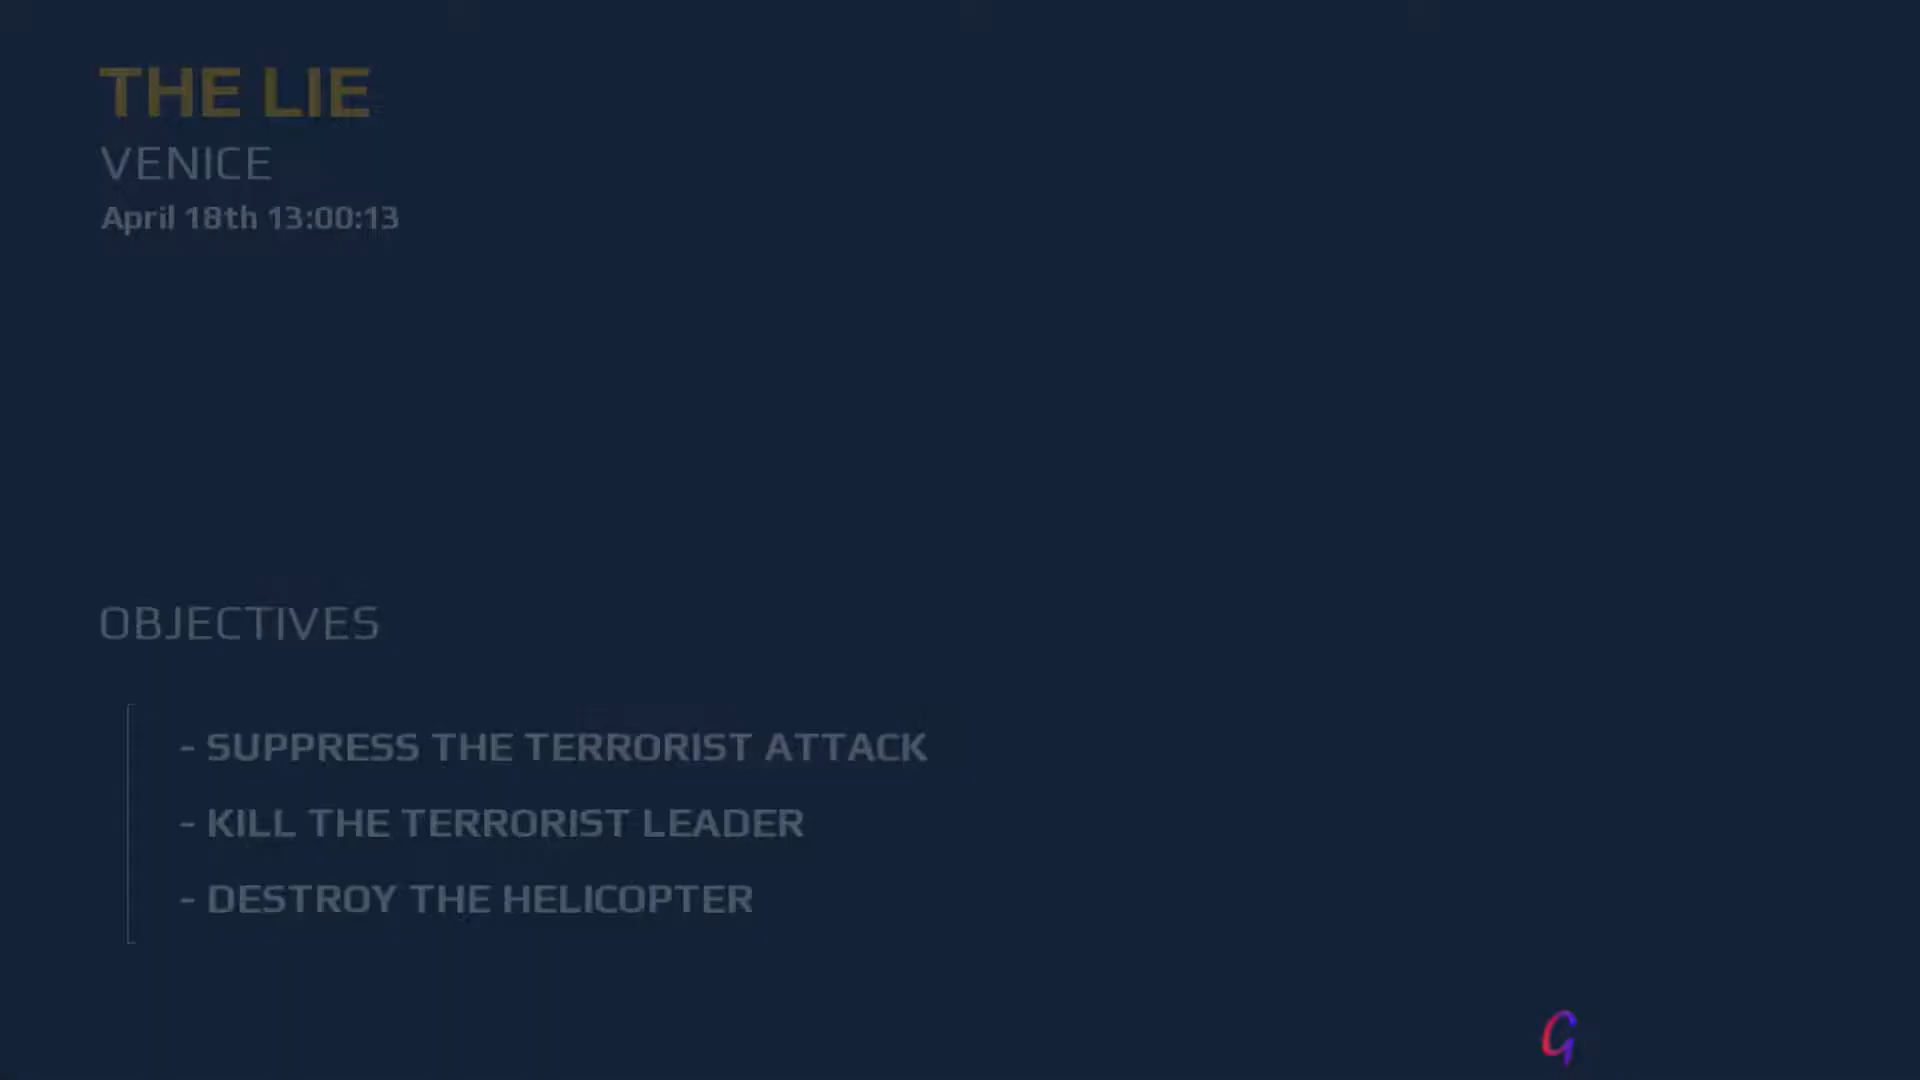 THE LIE
VENICE
April 18th 13:00:13
OBJECTIVES
- SUPPRESS THE TERRORIST ATTACK
- KILL THE TERRORIST LEADER
- DESTROY THE HELICOPTER
G